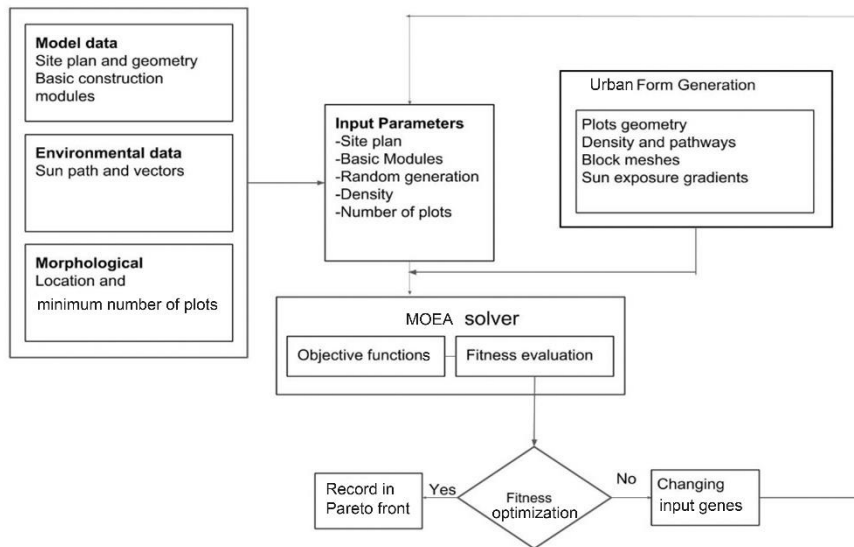 Model data
Site plan and geometry
Basic construction
modules
Environmental data
Sun path and vectors
Morphological
Location and
minimum number of plots
Input Parameters
-Site plan
-Basic Modules
-Random generation
-Density
-Number of plots
Urban Form Generation
Plots geometry
Density and pathways
Block meshes
Sun exposure gradients
MOEA solver
Objective functions
Fitness evaluation
Fitness
optimization
Yes
Record in
Pareto front
No
Changing
input genes